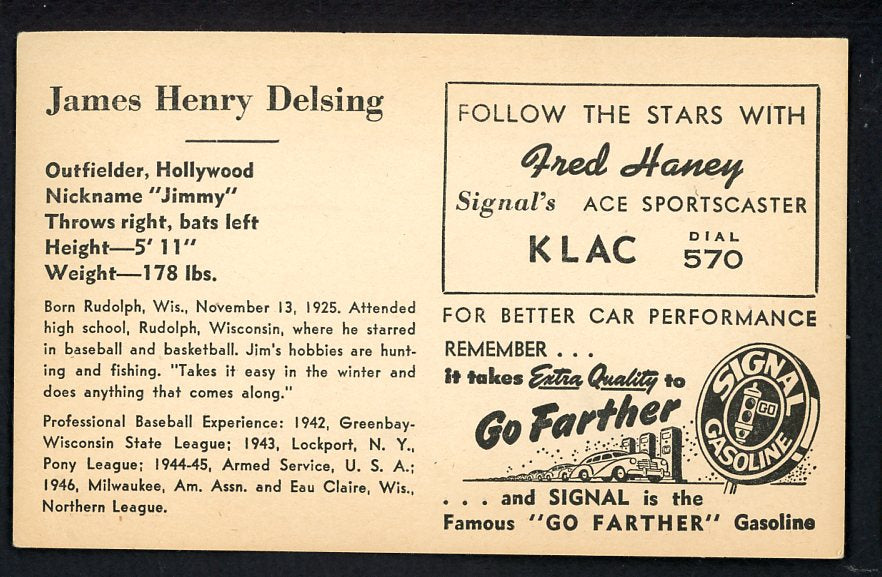 James Henry Delsing
Outfielder, Hollywood
Nickname "Jimmy"
Throws right, bats left
Height—5' 11"
Weight—178 lbs.
Born Rudolph, Wis., November 13, 1925. Attended
high school, Rudolph, Wisconsin, where he starred
in baseball and basketball. Jim's hobbies are hunt-
ing and fishing. "Takes it easy in the winter and
does anything that comes along."
Professional Baseball Experience: 1942, Greenbay-
Wisconsin State League; 1943, Lockport, N. Y.,
Pony League; 1944-45, Armed Service, U. S. A.;
1946, Milwaukee, Am. Assn. and Eau Claire, Wis.,
Northern League.
FOLLOW THE STARS WITH
Fred Haney
Signal's ACE SPORTSCASTER
KLAC DIAL
570
FOR BETTER CAR PERFORMANCE
REMEMBER . . .
it takes Extra Quality to
Go Farther
SIGNAL
GO
GASOLINE
. . . and SIGNAL is the
Famous "GO FARTHER" Gasoline